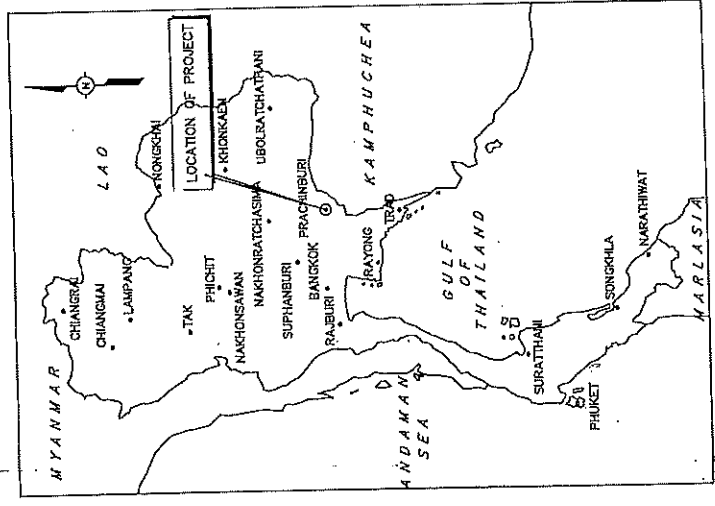 N
MYANMAR
LAO
CHIANGRAI
CHIANGMAI
LAMPANG
NONGKHAI
LOCATION OF PROJECT
TAK
PHICHIT
KHONKAEN
NAKHONSAWAN
NAKHONRATCHASIMA
UBOLRATCHATHANI
SUPHANBURI
PRACHINBURI
BANGKOK
RAJBURI
KAMPHUCHEA
RAYONG
TRAD
GULF
OF
THAILAND
ANDAMAN
SEA
SURATTHANI
PHUKET
SONGKHLA
NARATHIWAT
MARLASIA